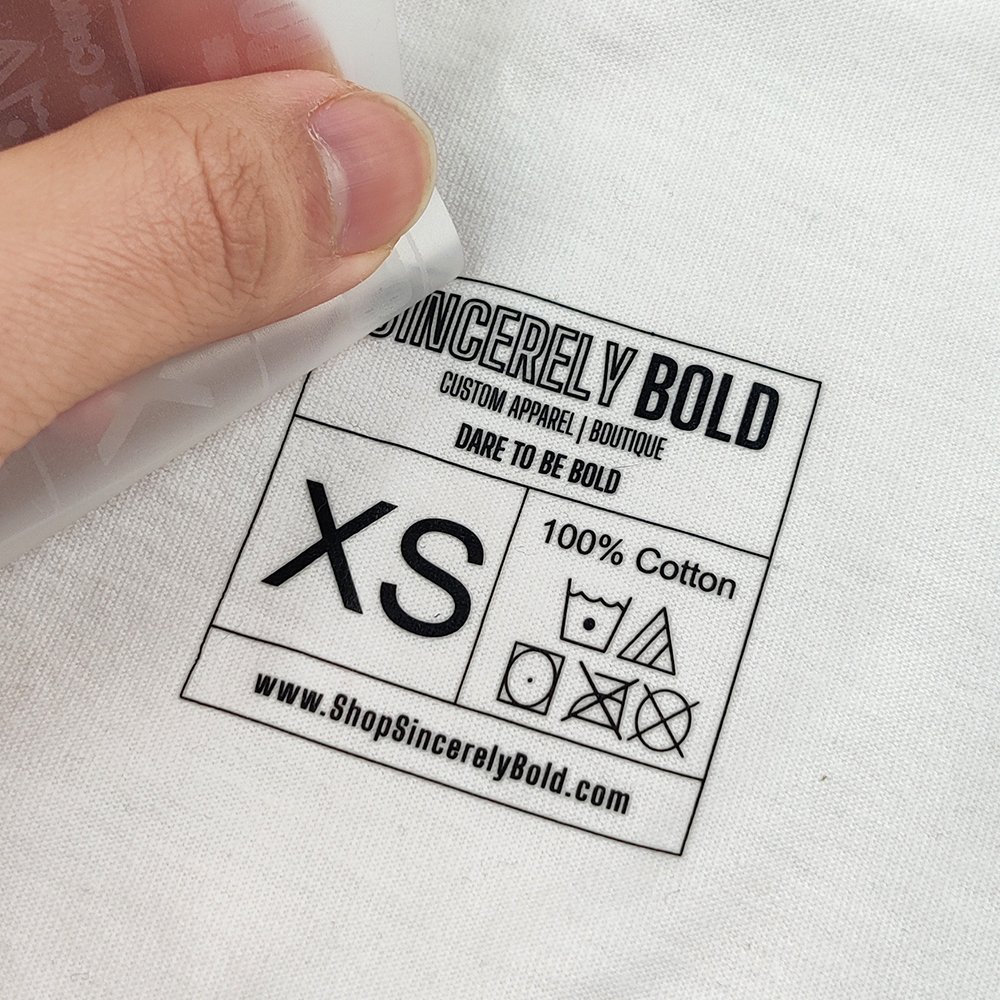 SINCERELY BOLD
CUSTOM APPAREL | BOUTIQUE
DARE TO BE BOLD
XS
100% Cotton
www.ShopSincerelyBold.com